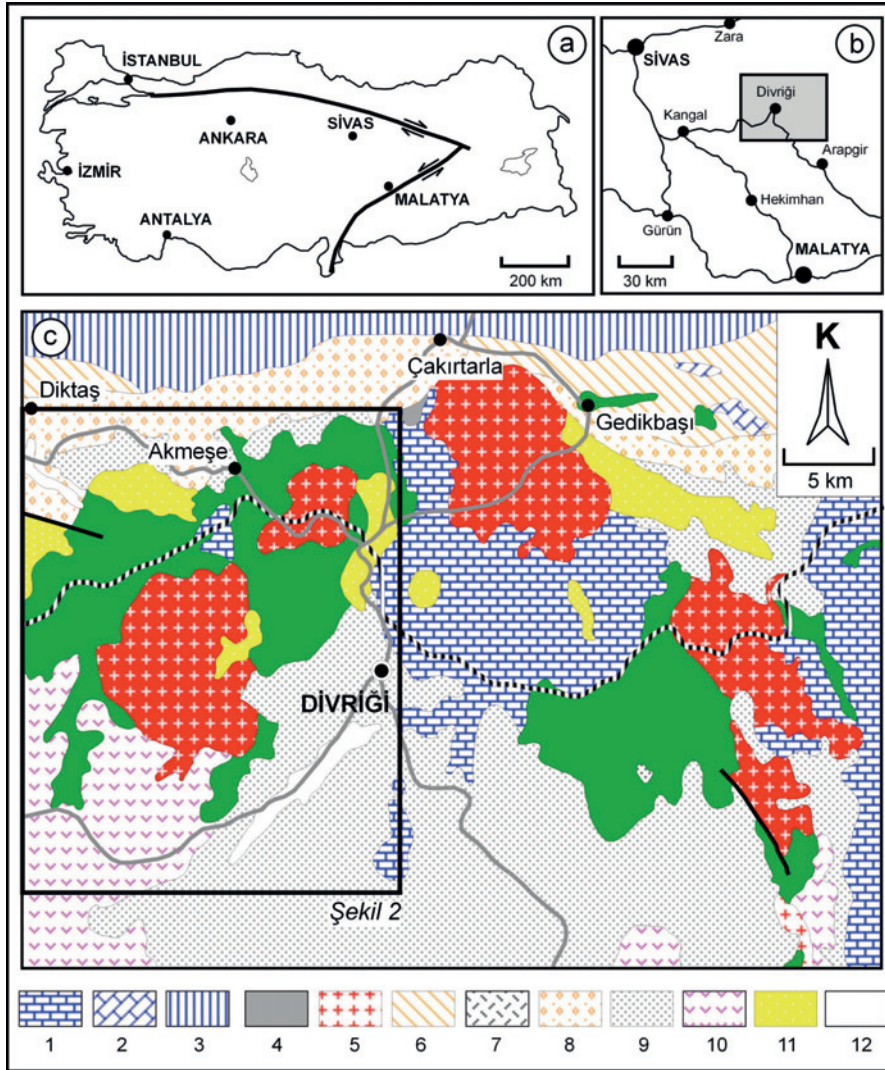 a
İSTANBUL
ANKARA
SİVAS
İZMİR
MALATYA
ANTALYA
200 km
b
Zara
SİVAS
Divriği
Kangal
Arapgir
Hekimhan
Gürün
MALATYA
30 km
c
K
5 km
Çakırtarla
Diktaş
Gedikbaşı
Akmeşe
DİVRİĞİ
Şekil 2
1 2 3 4 5 6 7 8 9 10 11 12